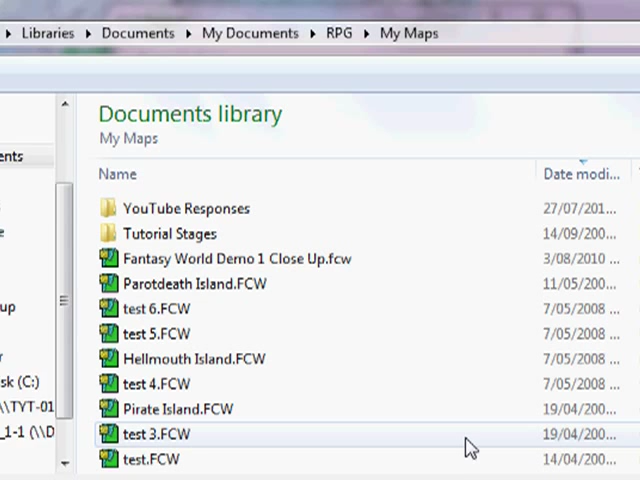 Libraries Documents My Documents RPG My Maps
Documents library
My Maps
Name Date modi...
YouTube Responses 27/07/201...
Tutorial Stages 14/09/200...
Fantasy World Demo 1 Close Up.fcw 3/08/2010 ...
Parotdeath Island.FCW 11/05/200...
test 6.FCW 7/05/2008 ...
test 5.FCW 7/05/2008 ...
Hellmouth Island.FCW 7/05/2008 ...
test 4.FCW 7/05/2008 ...
Pirate Island.FCW 19/04/200...
test 3.FCW 19/04/200...
test.FCW 14/04/200...
ents
up
sk (C:)
\\TYT-01
_1-1 (\\D